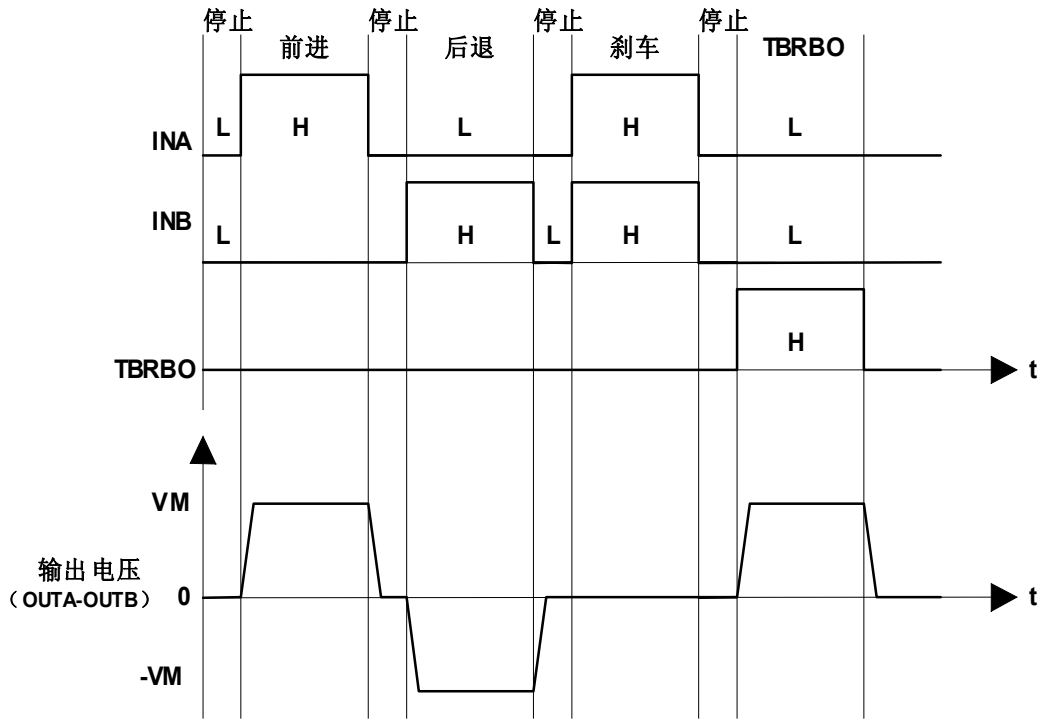 停止 停止 停止 停止
前进 后退 刹车 TBRBO
L H L H L
INA
INB
L H L H L
H
TBRBO t
VM
输出电压
（OUTA-OUTB） 0 t
-VM